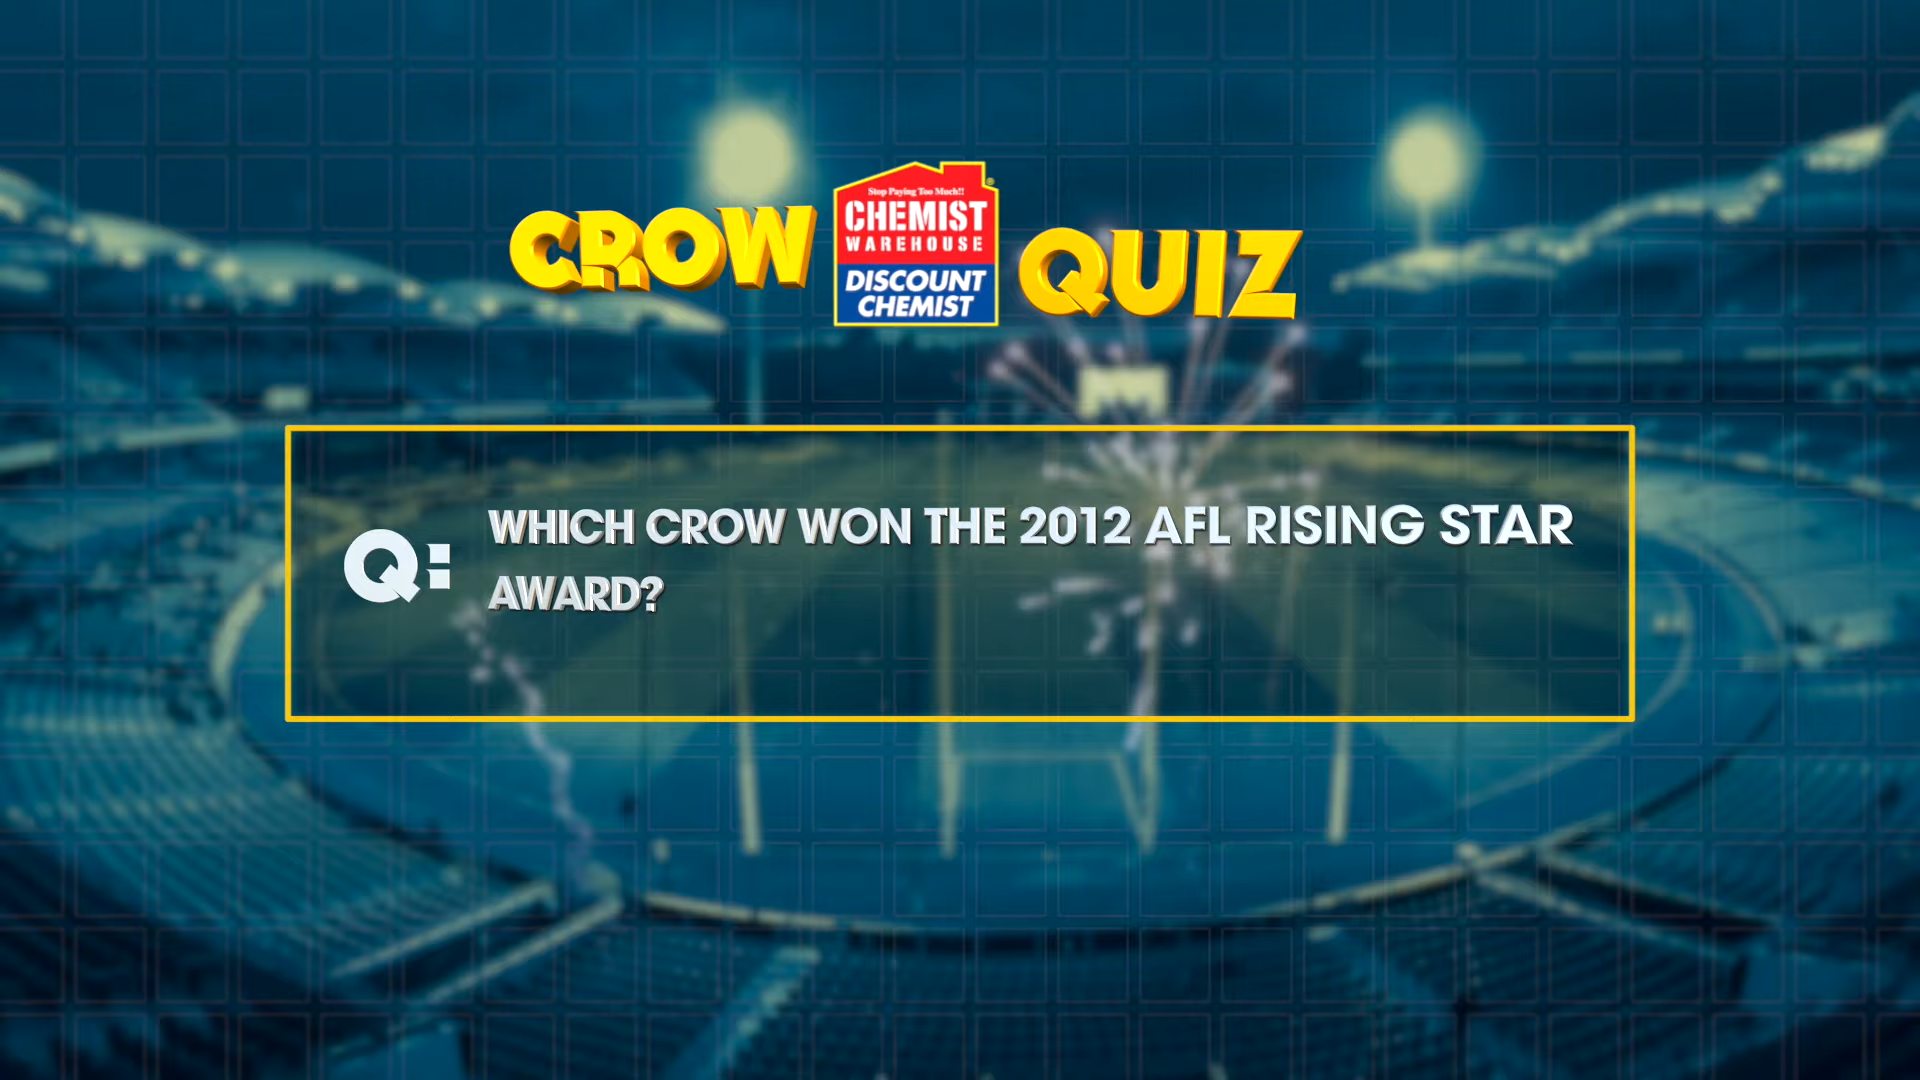 CROW
Stop Paying Too Much!!
CHEMIST
WAREHOUSE
DISCOUNT
CHEMIST
QUIZ
Q: WHICH CROW WON THE 2012 AFL RISING STAR
AWARD?